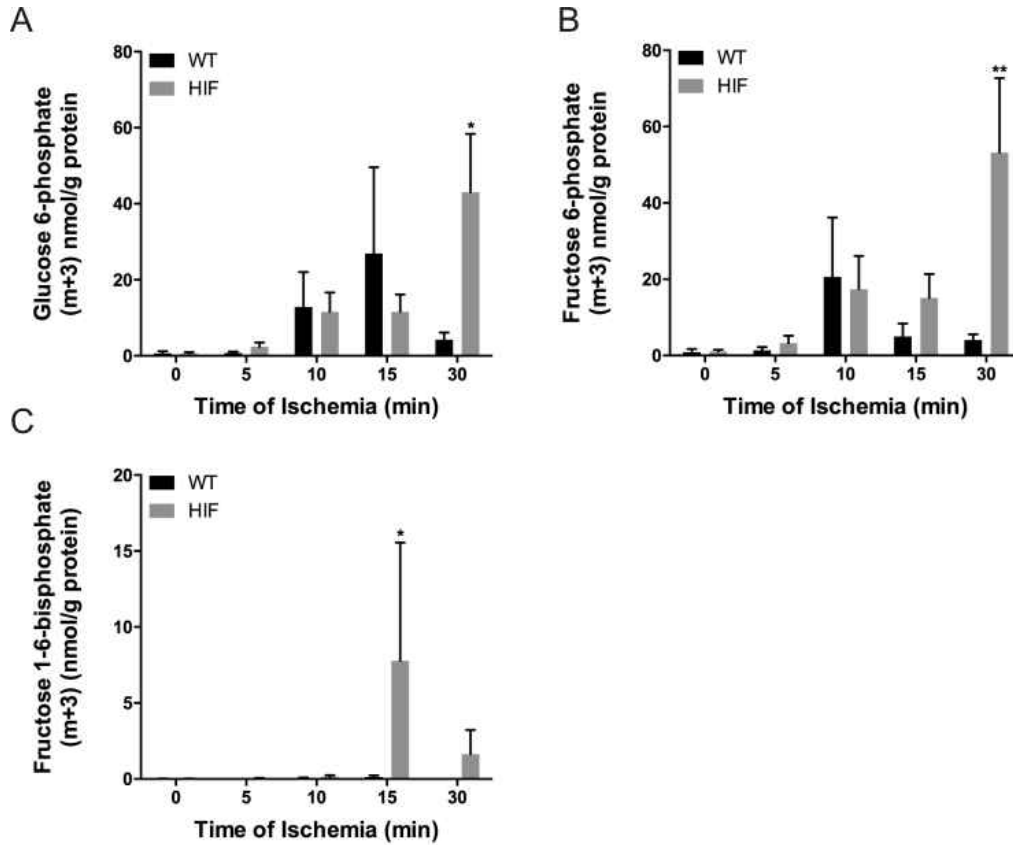 A
Glucose 6-phosphate
(m+3) nmol/g protein
80
60
40
20
0
WT
HIF
*
0 5 10 15 30
Time of Ischemia (min)
B
Fructose 6-phosphate
(m+3) nmol/g protein
80
60
40
20
0
WT
HIF
**
0 5 10 15 30
Time of Ischemia (min)
C
Fructose 1-6-bisphosphate
(m+3) (nmol/g protein)
20
15
10
5
0
WT
HIF
*
0 5 10 15 30
Time of Ischemia (min)